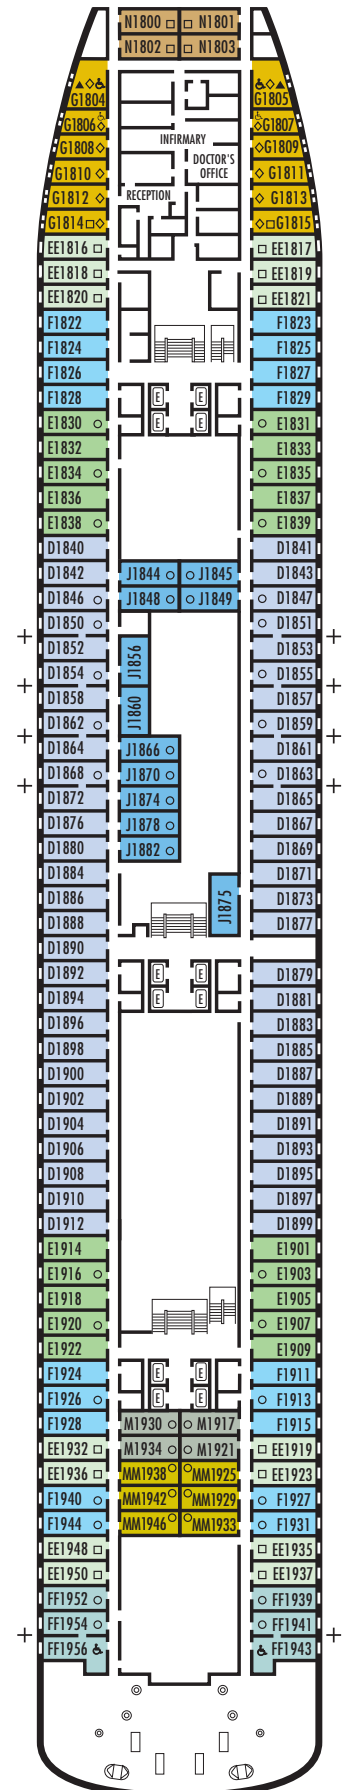 N1800 N1801
N1802 N1803
G1804 G1805
G1806 G1807
INFIRMARY
G1808 G1809
DOCTOR'S
OFFICE
G1810 G1811
RECEPTION
G1812 G1813
G1814 G1815
EE1816 EE1817
EE1818 EE1819
EE1820 EE1821
F1822 F1823
F1824 F1825
F1826 F1827
F1828 E E F1829
E1830 E E E1831
E1832 E1833
E1834 E1835
E1836 E1837
E1838 E1839
D1840 D1841
D1842 J1844 J1845 D1843
D1846 J1848 J1849 D1847
D1850 D1851
D1852 J1856 D1853
D1854 D1855
D1858 J1860 D1857
D1862 D1859
D1864 J1866 D1861
D1868 J1870 D1863
D1872 J1874 D1865
D1876 J1878 D1867
D1880 J1882 D1869
D1884 D1871
D1886 J1875 D1873
D1888 D1877
D1890
D1892 E E D1879
D1894 E E D1881
D1896 D1883
D1898 D1885
D1900 D1887
D1902 D1889
D1904 D1891
D1906 D1893
D1908 D1895
D1910 D1897
D1912 D1899
E1914 E1901
E1916 E1903
E1918 E1905
E1920 E1907
E1922 E1909
F1924 E E F1911
F1926 E E F1913
F1928 M1930 M1917 F1915
EE1932 M1934 M1921 EE1919
EE1936 MM1938 MM1925 EE1923
F1940 MM1942 MM1929 F1927
F1944 MM1946 MM1933 F1931
EE1948 EE1935
EE1950 EE1937
FF1952 FF1939
FF1954 FF1941
FF1956 FF1943